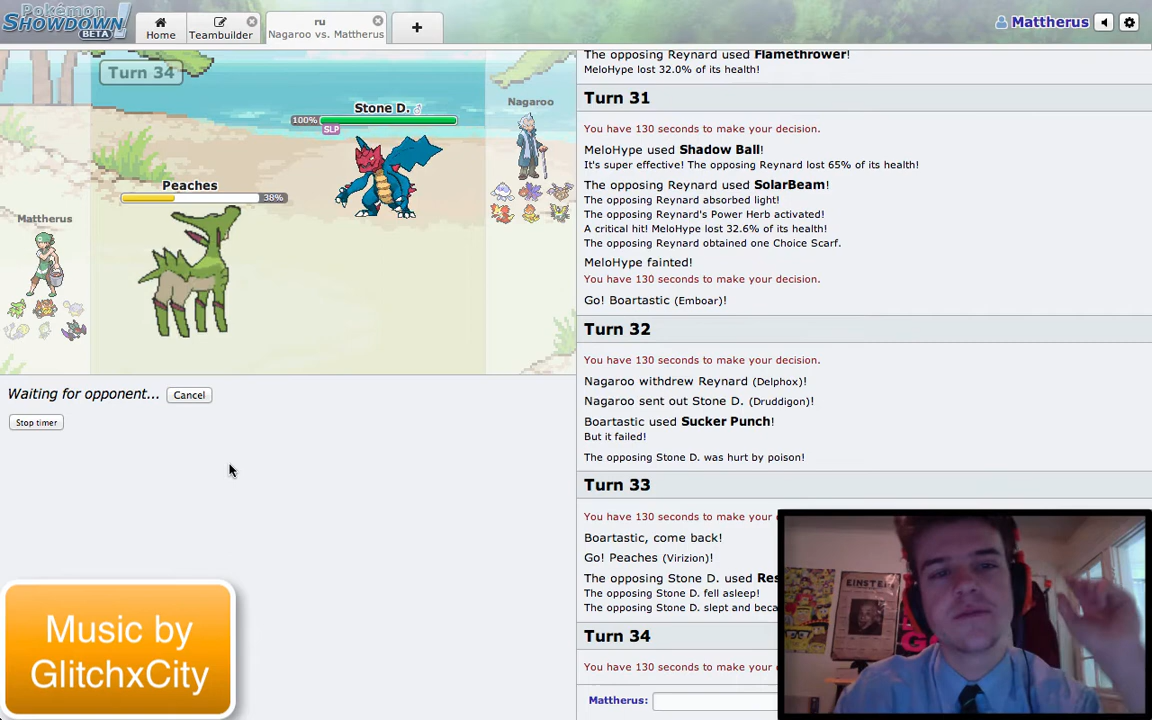 Pokémon
SHOWDOWN!
BETA
Home
Teambuilder
ru
Nagaroo vs. Mattherus
+
Mattherus
Turn 34
Stone D. ♂
100%
SLP
Nagaroo
Peaches
38%
Mattherus
Waiting for opponent... Cancel
Stop timer
Music by
GlitchxCity
The opposing Reynard used Flamethrower!
MeloHype lost 32.0% of its health!
Turn 31
You have 130 seconds to make your decision.
MeloHype used Shadow Ball!
It's super effective! The opposing Reynard lost 65% of its health!
The opposing Reynard used SolarBeam!
The opposing Reynard absorbed light!
The opposing Reynard's Power Herb activated!
A critical hit! MeloHype lost 32.6% of its health!
The opposing Reynard obtained one Choice Scarf.
MeloHype fainted!
You have 130 seconds to make your decision.
Go! Boartastic (Emboar)!
Turn 32
You have 130 seconds to make your decision.
Nagaroo withdrew Reynard (Delphox)!
Nagaroo sent out Stone D. (Druddigon)!
Boartastic used Sucker Punch!
But it failed!
The opposing Stone D. was hurt by poison!
Turn 33
You have 130 seconds to make your
Boartastic, come back!
Go! Peaches (Virizion)!
The opposing Stone D. used Res
The opposing Stone D. fell asleep!
The opposing Stone D. slept and beca
Turn 34
You have 130 seconds to make your
Mattherus:
EINSTEIN